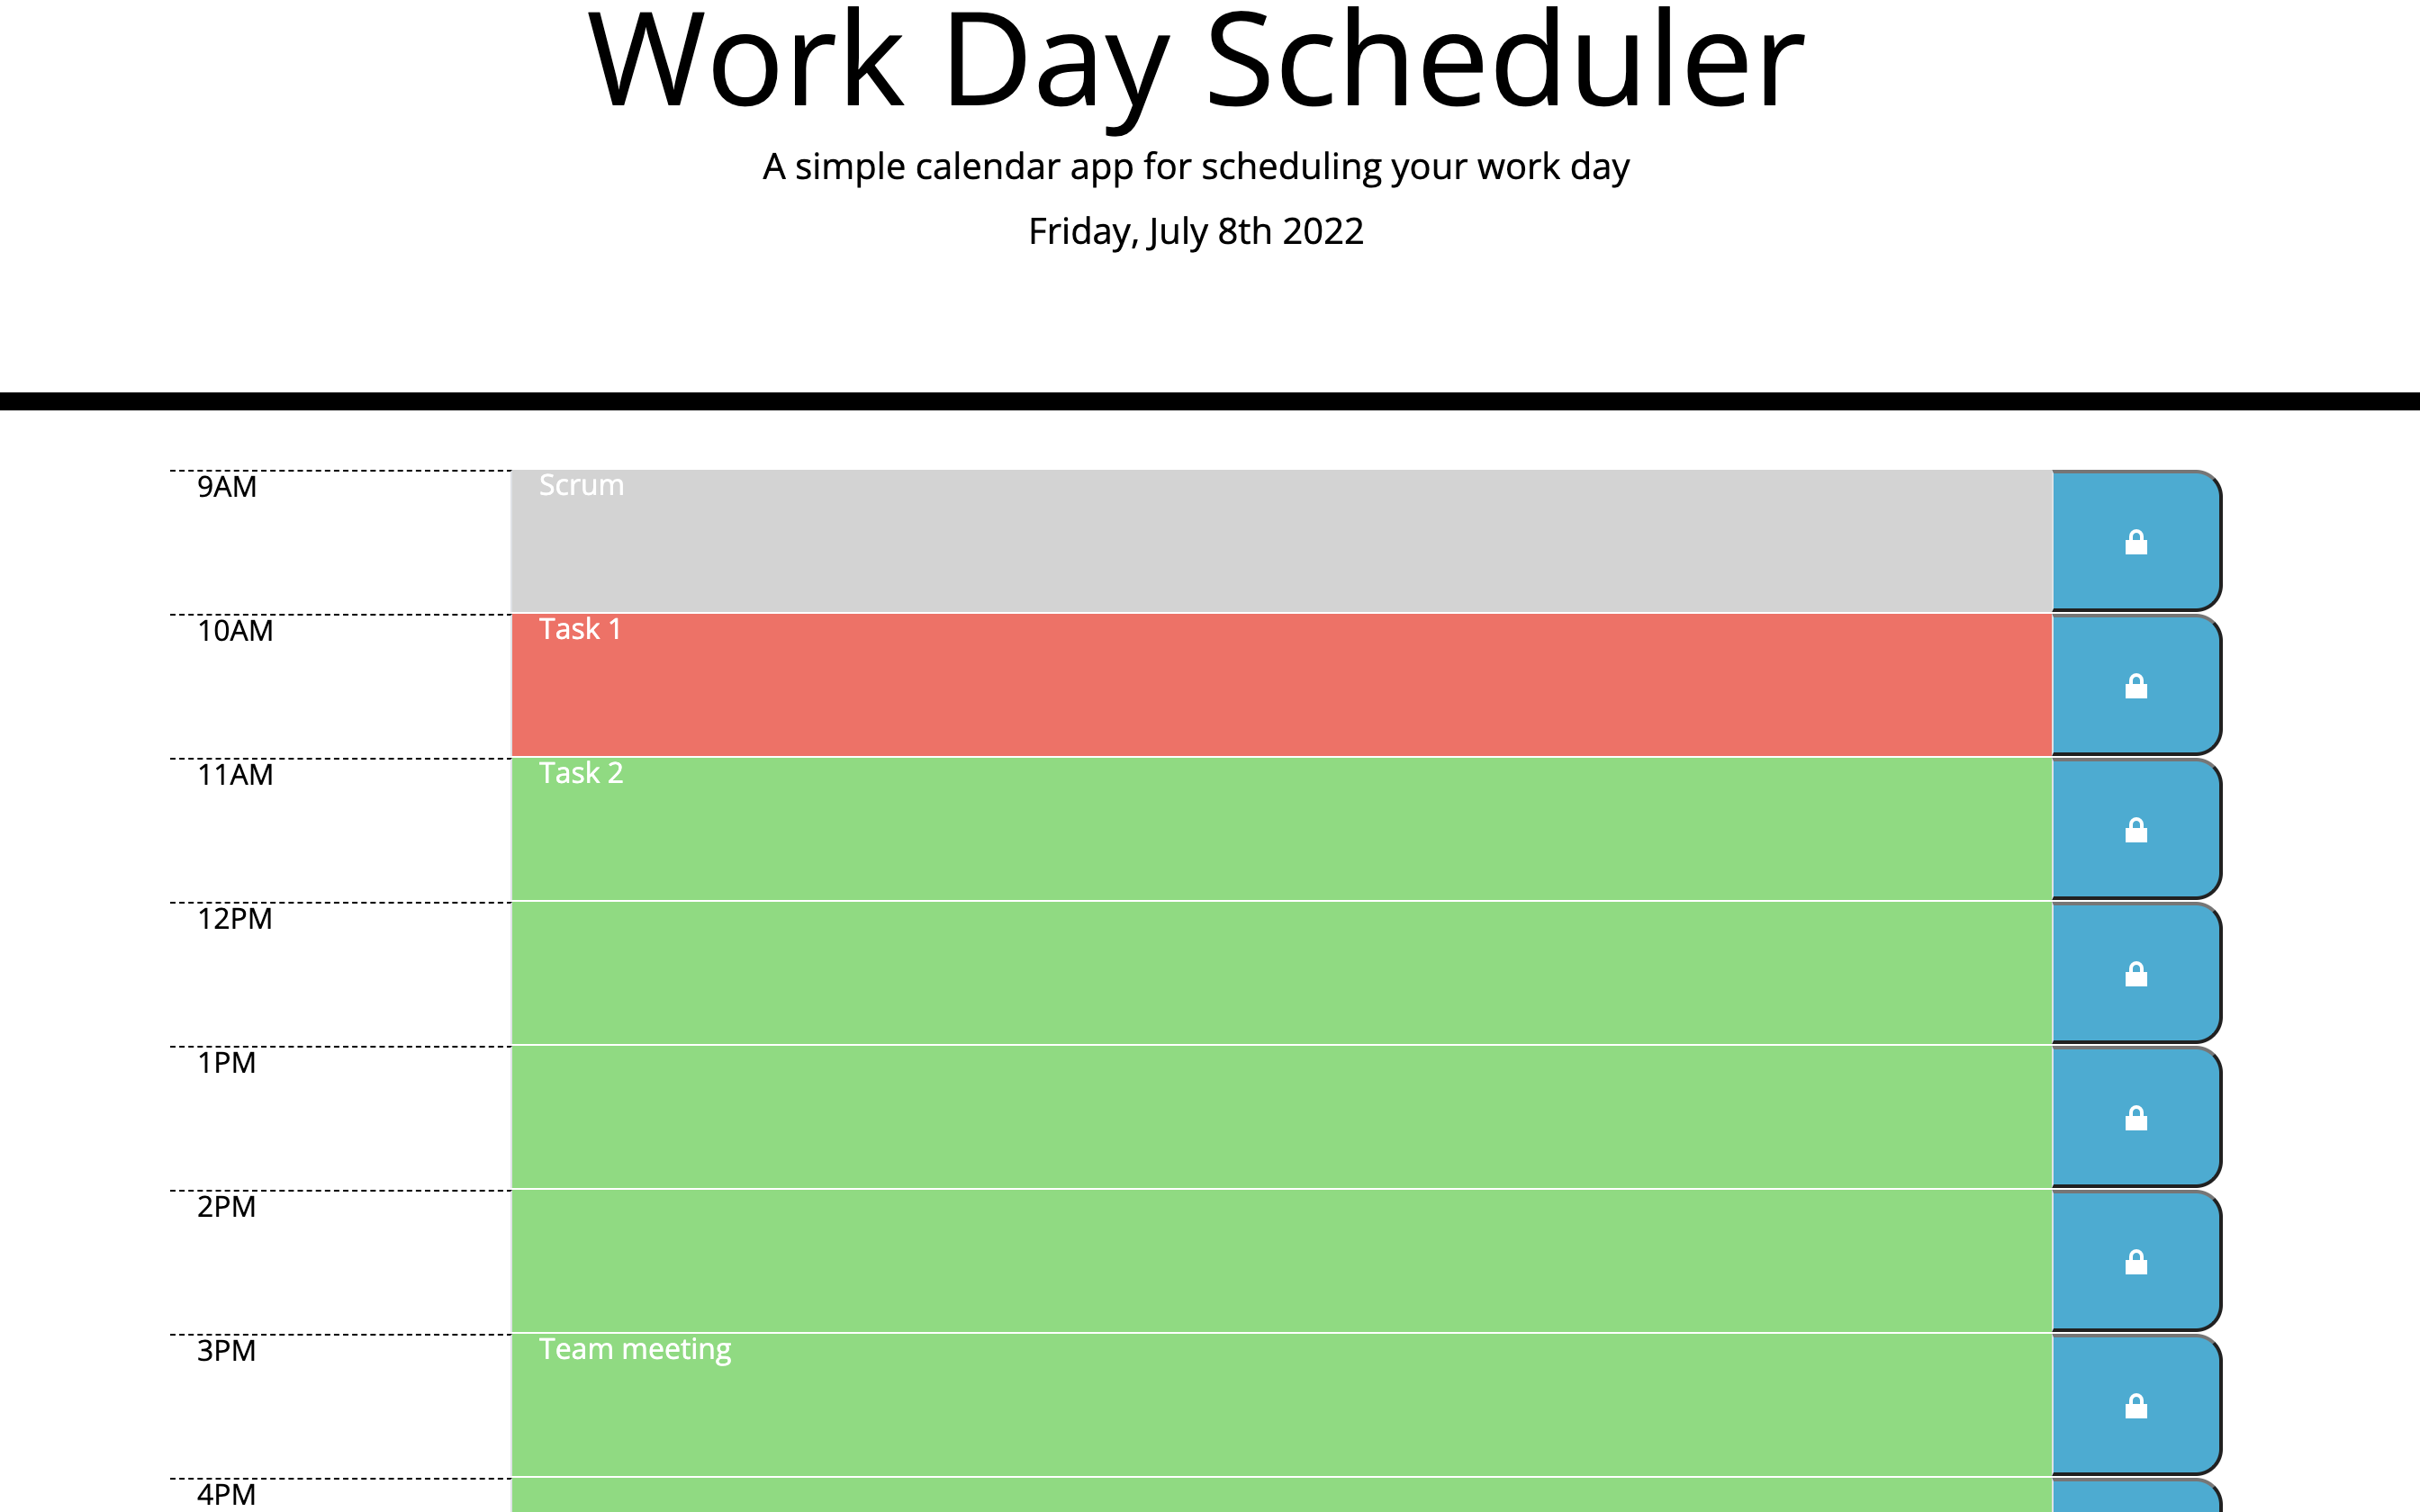 Work Day Scheduler
A simple calendar app for scheduling your work day
Friday, July 8th 2022
9AM Scrum
10AM Task 1
11AM Task 2
12PM
1PM
2PM
3PM Team meeting
4PM